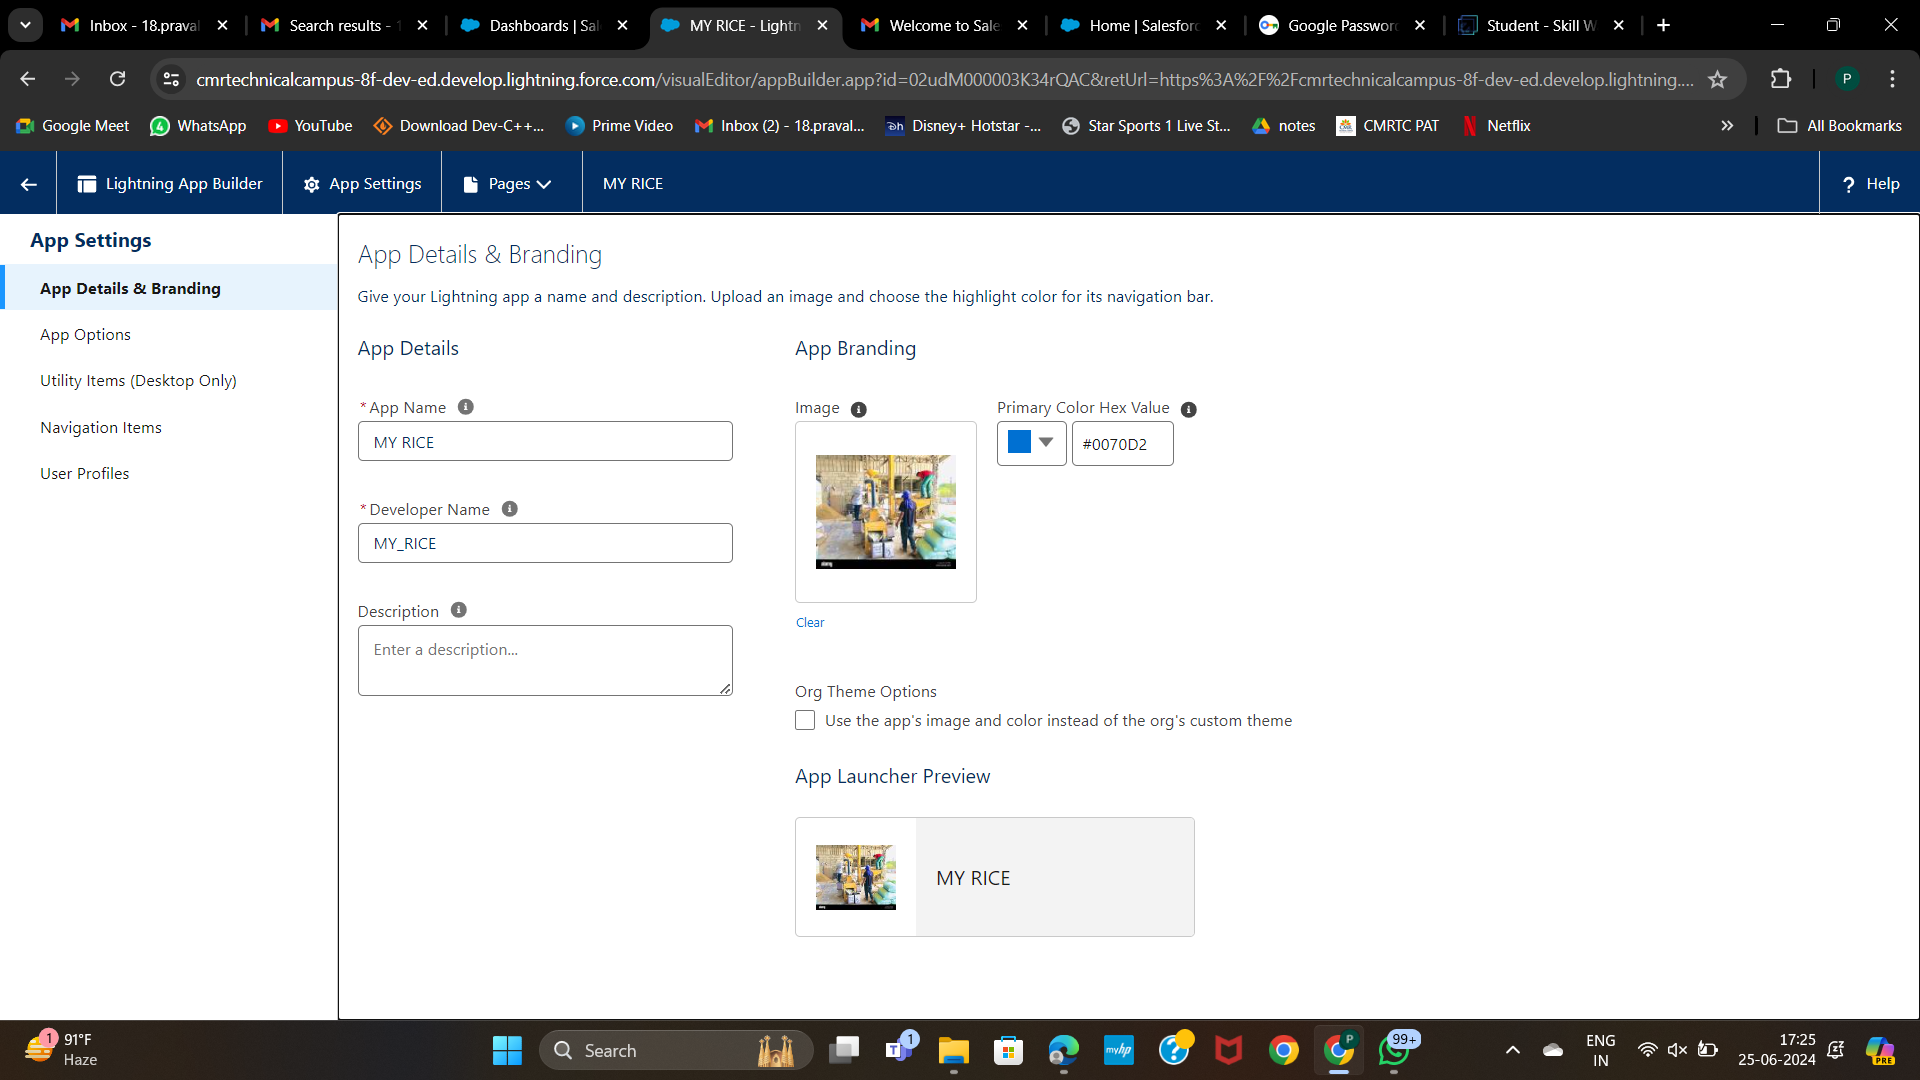 Inbox - 18.praval
Search results - 1
Dashboards | Sal
MY RICE - Lightn
Welcome to Sale
Home | Salesforc
Google Password
Student - Skill W
cmrtechnicalcampus-8f-dev-ed.develop.lightning.force.com/visualEditor/appBuilder.app?id=02udM000003K34rQAC&retUrl=https%3A%2F%2Fcmrtechnicalcampus-8f-dev-ed.develop.lightning....
P
Google Meet
WhatsApp
YouTube
Download Dev-C++...
Prime Video
Inbox (2) - 18.praval...
Disney+ Hotstar -...
Star Sports 1 Live St...
notes
CMRTC PAT
Netflix
All Bookmarks
Lightning App Builder
App Settings
Pages
MY RICE
? Help
App Settings
App Details & Branding
App Options
Utility Items (Desktop Only)
Navigation Items
User Profiles
App Details & Branding
Give your Lightning app a name and description. Upload an image and choose the highlight color for its navigation bar.
App Details
*App Name
MY RICE
*Developer Name
MY_RICE
Description
Enter a description...
App Branding
Image
Primary Color Hex Value
#0070D2
Clear
Org Theme Options
Use the app's image and color instead of the org's custom theme
App Launcher Preview
MY RICE
1
91°F
Haze
Search
1
myhp
P
99+
ENG
IN
17:25
25-06-2024
PRE